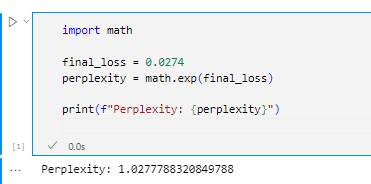 import math
final_loss = 0.0274
perplexity = math.exp(final_loss)
print(f"Perplexity: {perplexity}")
[1]
0.0s
Perplexity: 1.0277788320849788